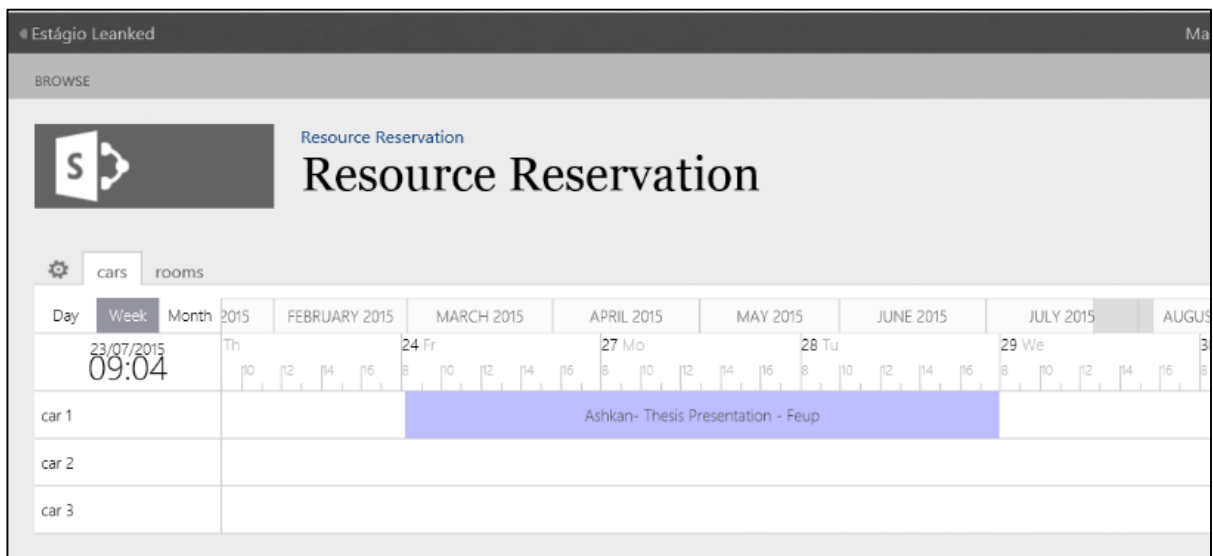 Estágio Leanked Ma
BROWSE
S
Resource Reservation
Resource Reservation
cars rooms
Day Week Month 2015 FEBRUARY 2015 MARCH 2015 APRIL 2015 MAY 2015 JUNE 2015 JULY 2015 AUGUS
23/07/2015 Th 24 Fr 27 Mo 28 Tu 29 We 3
09:04 10 12 14 16 8 10 12 14 16 8 10 12 14 16 8 10 12 14 16 8 10 12 14 16 8
car 1 Ashkan- Thesis Presentation - Feup
car 2
car 3